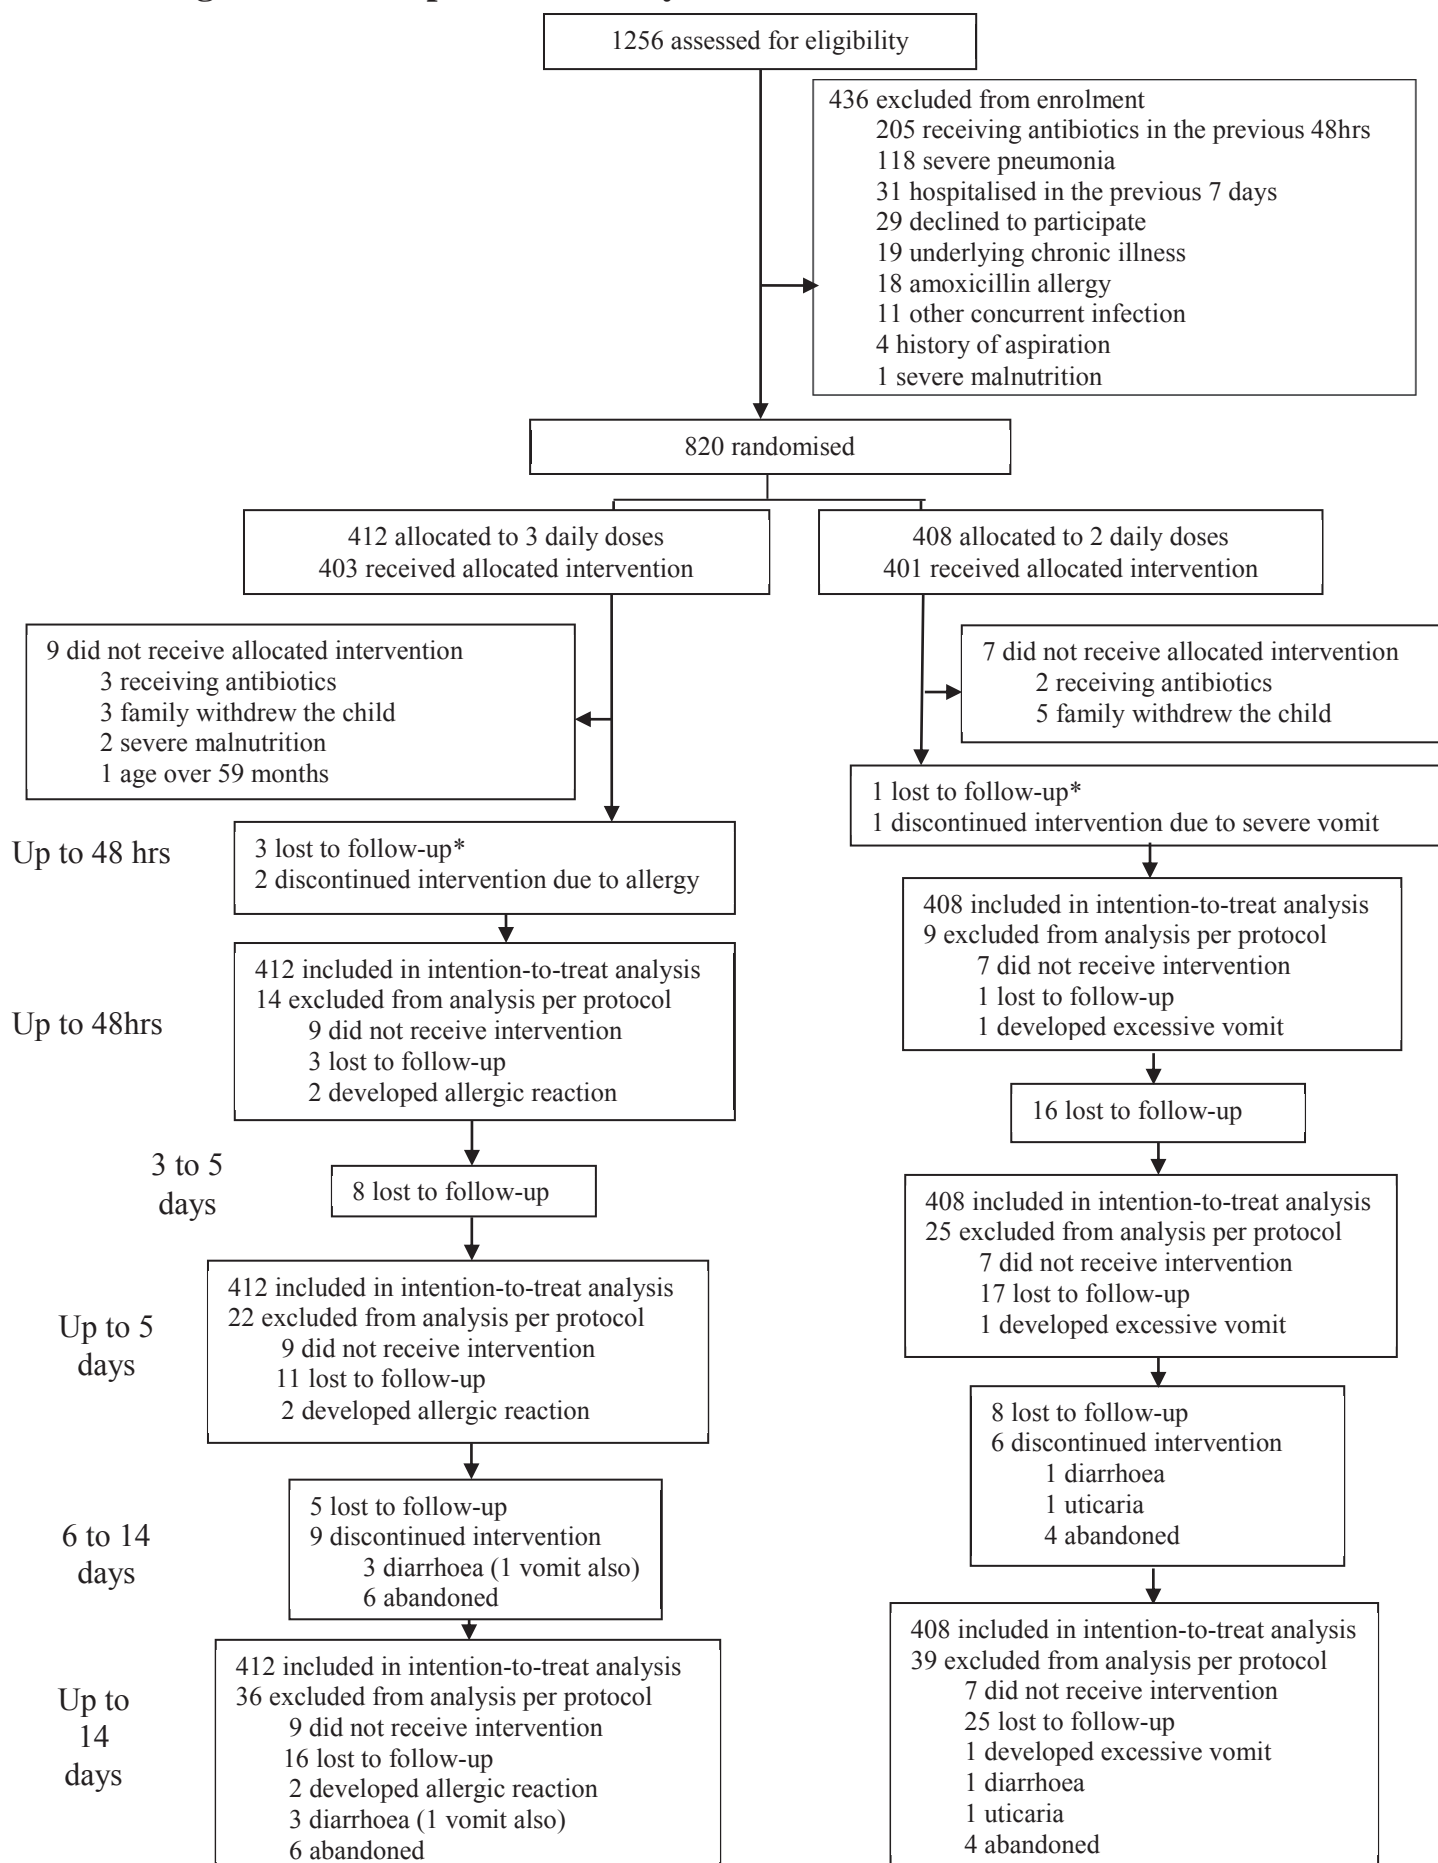 1256 assessed for eligibility
436 excluded from enrolment
205 receiving antibiotics in the previous 48hrs
118 severe pneumonia
31 hospitalised in the previous 7 days
29 declined to participate
19 underlying chronic illness
18 amoxicillin allergy
11 other concurrent infection
4 history of aspiration
1 severe malnutrition
820 randomised
412 allocated to 3 daily doses
403 received allocated intervention
408 allocated to 2 daily doses
401 received allocated intervention
9 did not receive allocated intervention
3 receiving antibiotics
3 family withdrew the child
2 severe malnutrition
1 age over 59 months
7 did not receive allocated intervention
2 receiving antibiotics
5 family withdrew the child
Up to 48 hrs
3 lost to follow-up*
2 discontinued intervention due to allergy
1 lost to follow-up*
1 discontinued intervention due to severe vomit
Up to 48hrs
412 included in intention-to-treat analysis
14 excluded from analysis per protocol
9 did not receive intervention
3 lost to follow-up
2 developed allergic reaction
408 included in intention-to-treat analysis
9 excluded from analysis per protocol
7 did not receive intervention
1 lost to follow-up
1 developed excessive vomit
3 to 5
days
8 lost to follow-up
16 lost to follow-up
Up to 5
days
412 included in intention-to-treat analysis
22 excluded from analysis per protocol
9 did not receive intervention
11 lost to follow-up
2 developed allergic reaction
408 included in intention-to-treat analysis
25 excluded from analysis per protocol
7 did not receive intervention
17 lost to follow-up
1 developed excessive vomit
6 to 14
days
5 lost to follow-up
9 discontinued intervention
3 diarrhoea (1 vomit also)
6 abandoned
8 lost to follow-up
6 discontinued intervention
1 diarrhoea
1 uticaria
4 abandoned
Up to
14
days
412 included in intention-to-treat analysis
36 excluded from analysis per protocol
9 did not receive intervention
16 lost to follow-up
2 developed allergic reaction
3 diarrhoea (1 vomit also)
6 abandoned
408 included in intention-to-treat analysis
39 excluded from analysis per protocol
7 did not receive intervention
25 lost to follow-up
1 developed excessive vomit
1 diarrhoea
1 uticaria
4 abandoned